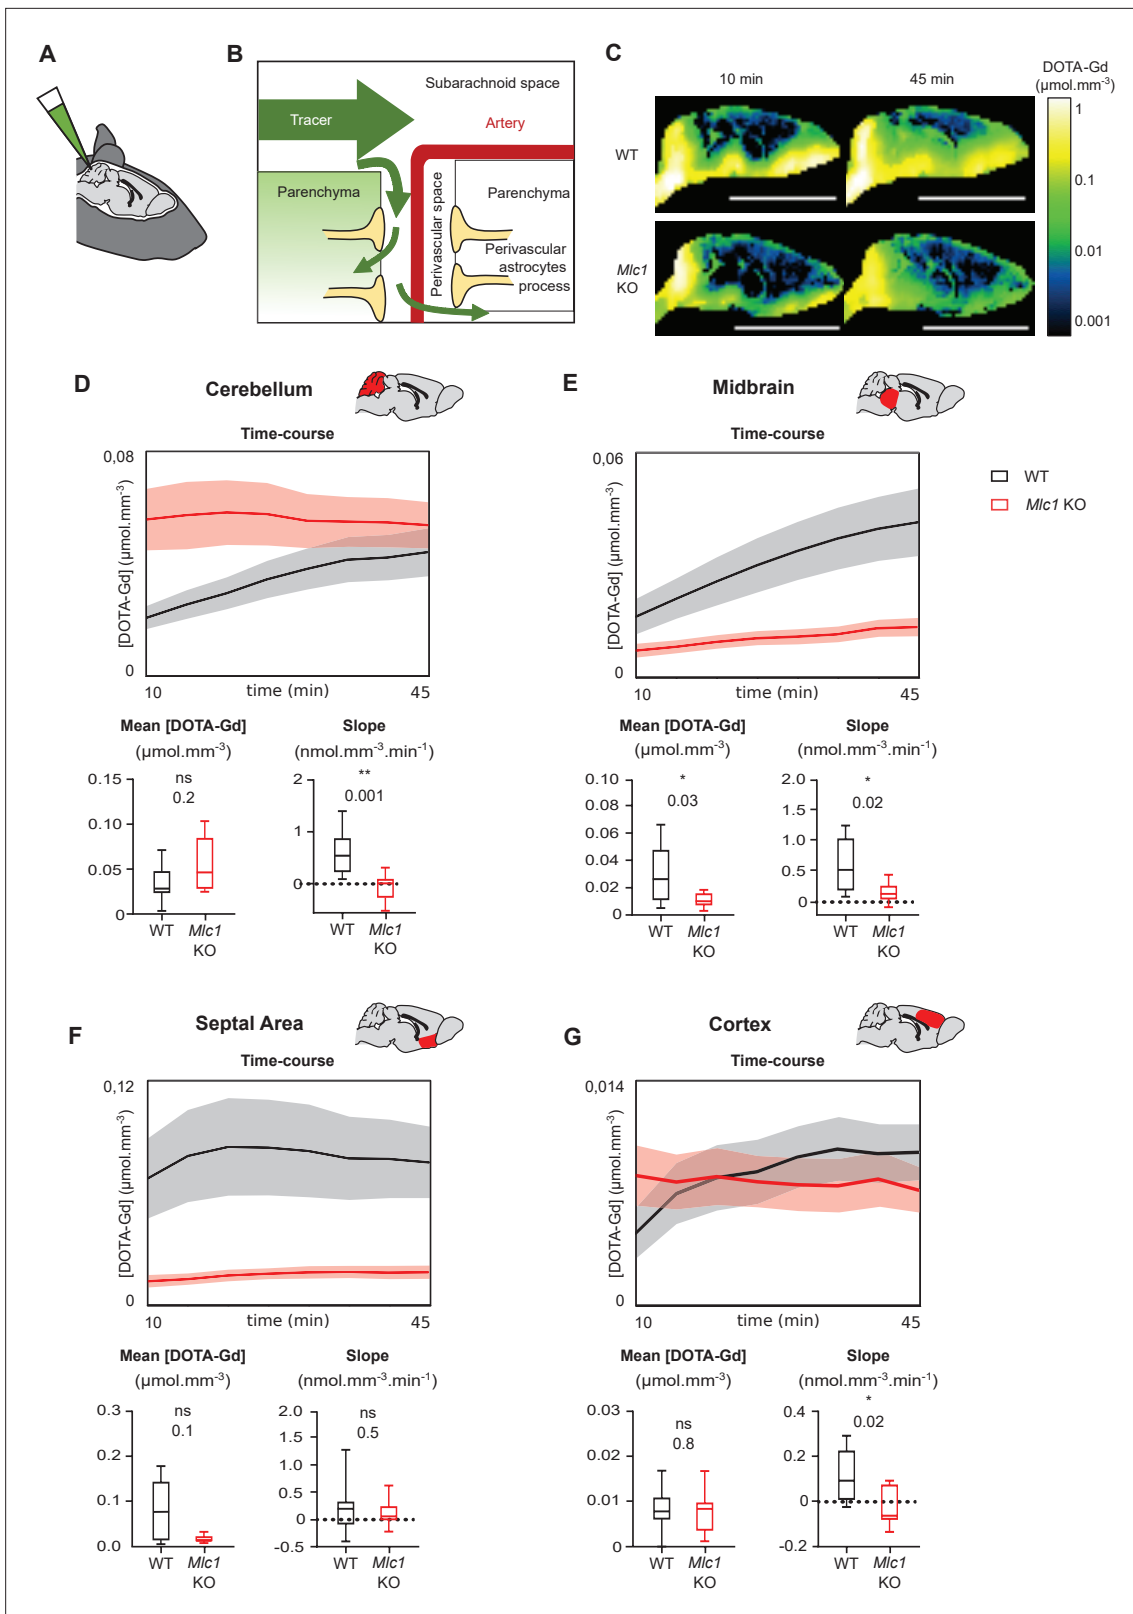 A
B
C
Subarachnoid space
Tracer
Artery
Parenchyma
Perivascular space
Parenchyma
Perivascular
astrocytes
process
10 min
45 min
DOTA-Gd
(µmol.mm⁻³)
WT
Mlc1
KO
1
0.1
0.01
0.001
D
Cerebellum
Time-course
0,08
[DOTA-Gd] (µmol.mm⁻³)
0
10
time (min)
45
Mean [DOTA-Gd]
(µmol.mm⁻³)
ns
0.2
0.15
0.10
0.05
0
WT
Mlc1
KO
Slope
(nmol.mm⁻³.min⁻¹)
**
0.001
2
1
0
WT
Mlc1
KO
E
Midbrain
Time-course
0,06
[DOTA-Gd] (µmol.mm⁻³)
0
10
time (min)
45
WT
Mlc1 KO
Mean [DOTA-Gd]
(µmol.mm⁻³)
*
0.03
0.10
0.08
0.06
0.04
0.02
0
WT
Mlc1
KO
Slope
(nmol.mm⁻³.min⁻¹)
*
0.02
2.0
1.5
1.0
0.5
0
WT
Mlc1
KO
F
Septal Area
Time-course
0,12
[DOTA-Gd] (µmol.mm⁻³)
0
10
time (min)
45
Mean [DOTA-Gd]
(µmol.mm⁻³)
ns
0.1
0.3
0.2
0.1
0.0
WT
Mlc1
KO
Slope
(nmol.mm⁻³.min⁻¹)
ns
0.5
2.0
1.5
1.0
0.5
0.0
-0.5
WT
Mlc1
KO
G
Cortex
Time-course
0,014
[DOTA-Gd] (µmol.mm⁻³)
0
10
time (min)
45
Mean [DOTA-Gd]
(µmol.mm⁻³)
ns
0.8
0.03
0.02
0.01
0
WT
Mlc1
KO
Slope
(nmol.mm⁻³.min⁻¹)
*
0.02
0.4
0.2
0
-0.2
WT
Mlc1
KO